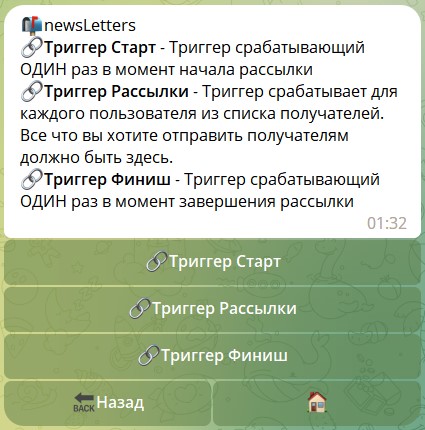 📬newsLetters
🔗Триггер Старт - Триггер срабатывающий
ОДИН раз в момент начала рассылки
🔗Триггер Рассылки - Триггер срабатывает для
каждого пользователя из списка получателей.
Все что вы хотите отправить получателям
должно быть здесь.
🔗Триггер Финиш - Триггер срабатывающий
ОДИН раз в момент завершения рассылки
01:32
🔗Триггер Старт
🔗Триггер Рассылки
🔗Триггер Финиш
🔙Назад
🏠